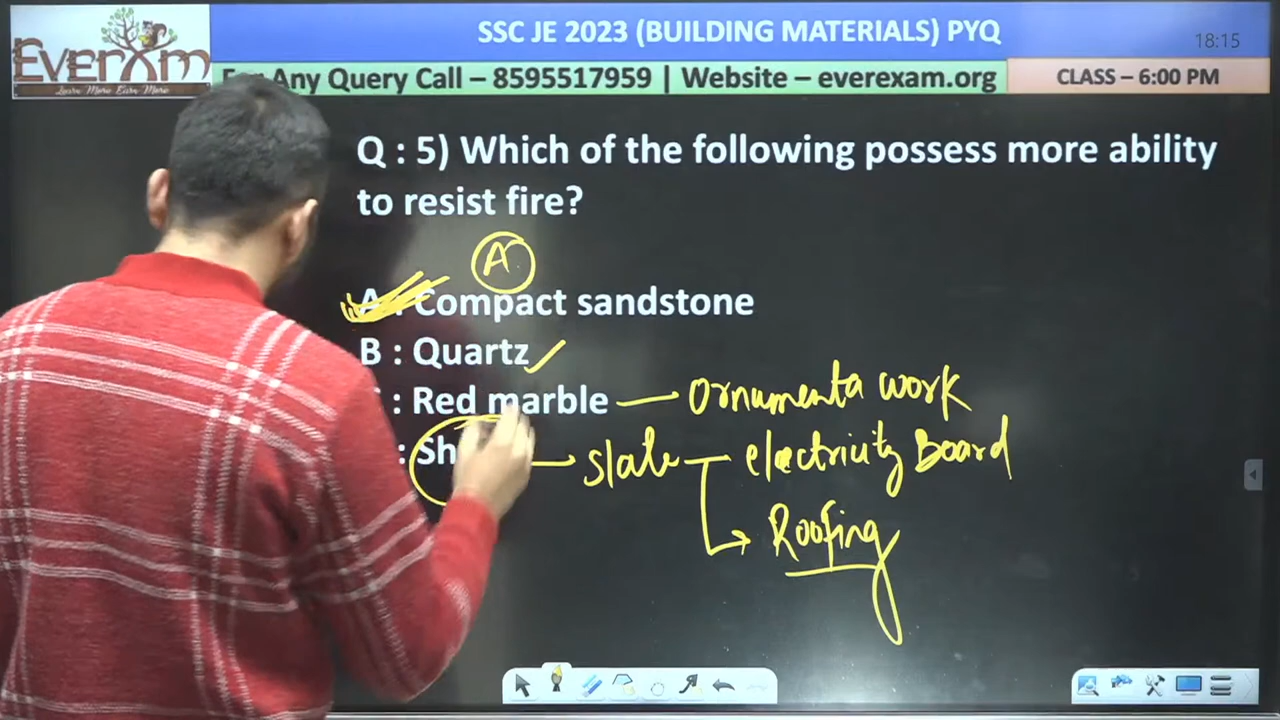 EVEREXAM
Learn More Earn More
SSC JE 2023 (BUILDING MATERIALS) PYQ
18:15
For Any Query Call – 8595517959 | Website – everexam.org
CLASS – 6:00 PM
Q : 5) Which of the following possess more ability
to resist fire?
A
A : Compact sandstone
B : Quartz
: Red marble — Ornumenta work
: Sh → slate electricity Board
→ Roofing